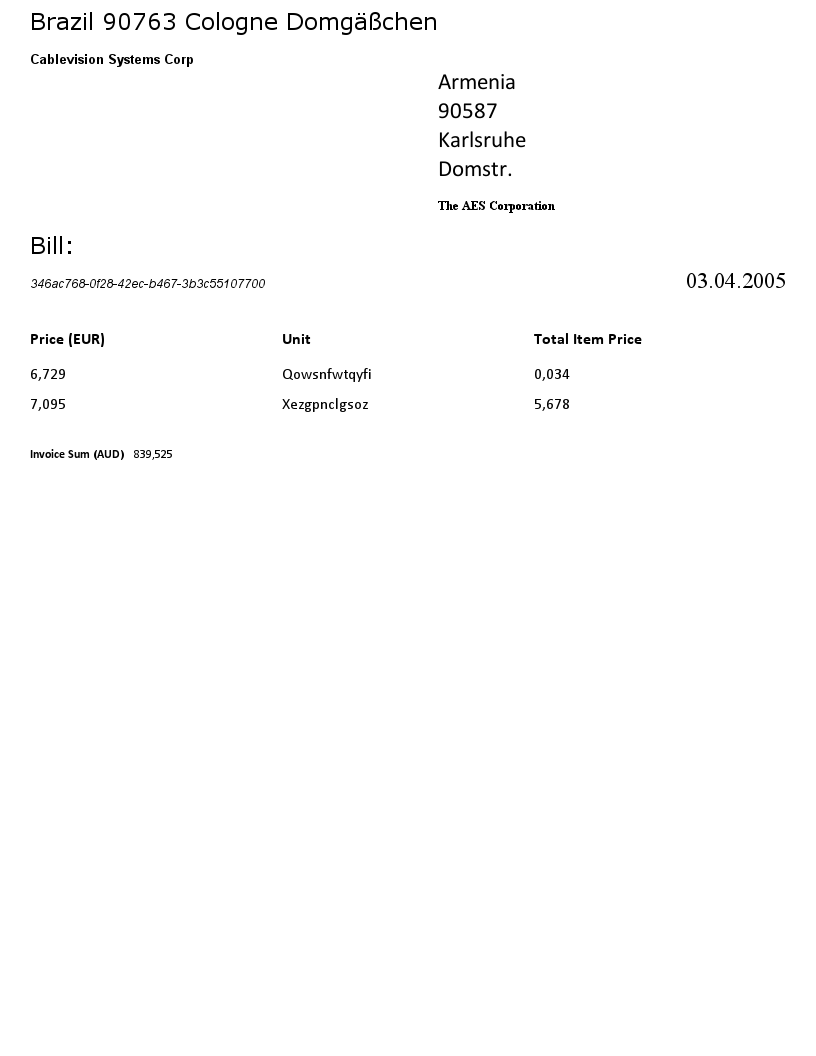 Brazil 90763 Cologne Domgäßchen
Cablevision Systems Corp
Armenia
90587
Karlsruhe
Domstr.
The AES Corporation
Bill:
346ac768-0f28-42ec-b467-3b3c55107700 03.04.2005
Price (EUR) Unit Total Item Price
6,729 Qowsnfwtqyfi 0,034
7,095 Xezgpnclgsoz 5,678
Invoice Sum (AUD) 839,525